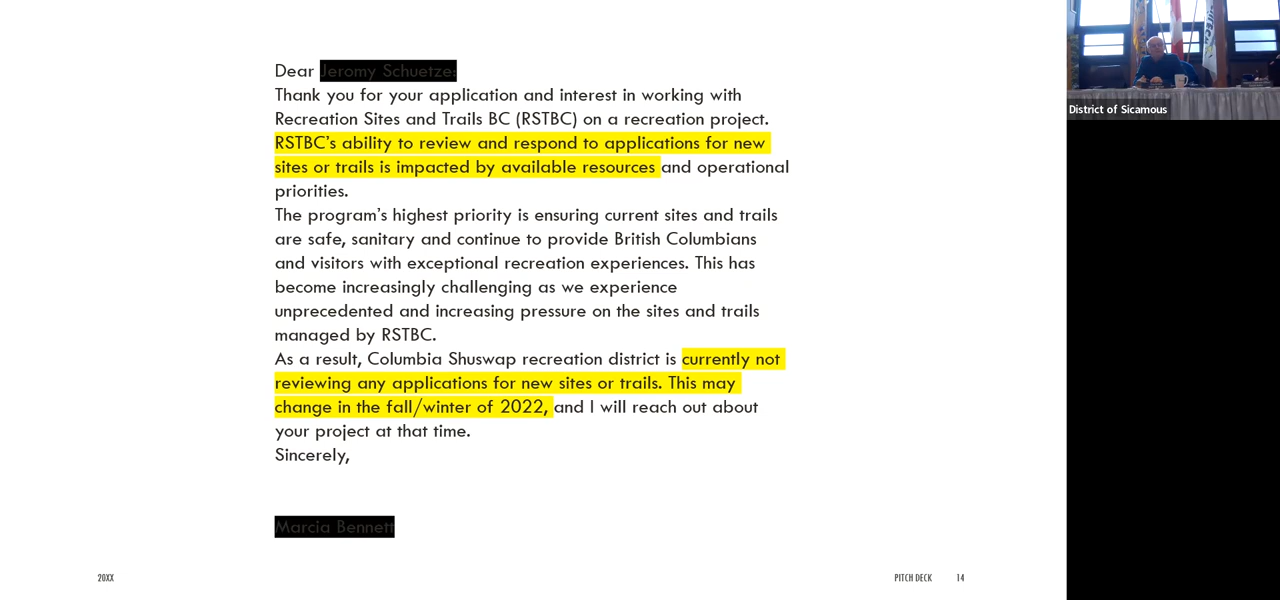 Dear Jeromy Schuetze:
Thank you for your application and interest in working with
Recreation Sites and Trails BC (RSTBC) on a recreation project.
RSTBC's ability to review and respond to applications for new
sites or trails is impacted by available resources and operational
priorities.
The program's highest priority is ensuring current sites and trails
are safe, sanitary and continue to provide British Columbians
and visitors with exceptional recreation experiences. This has
become increasingly challenging as we experience
unprecedented and increasing pressure on the sites and trails
managed by RSTBC.
As a result, Columbia Shuswap recreation district is currently not
reviewing any applications for new sites or trails. This may
change in the fall/winter of 2022, and I will reach out about
your project at that time.
Sincerely,
Marcia Bennett
20XX
PITCH DECK 14
District of Sicamous